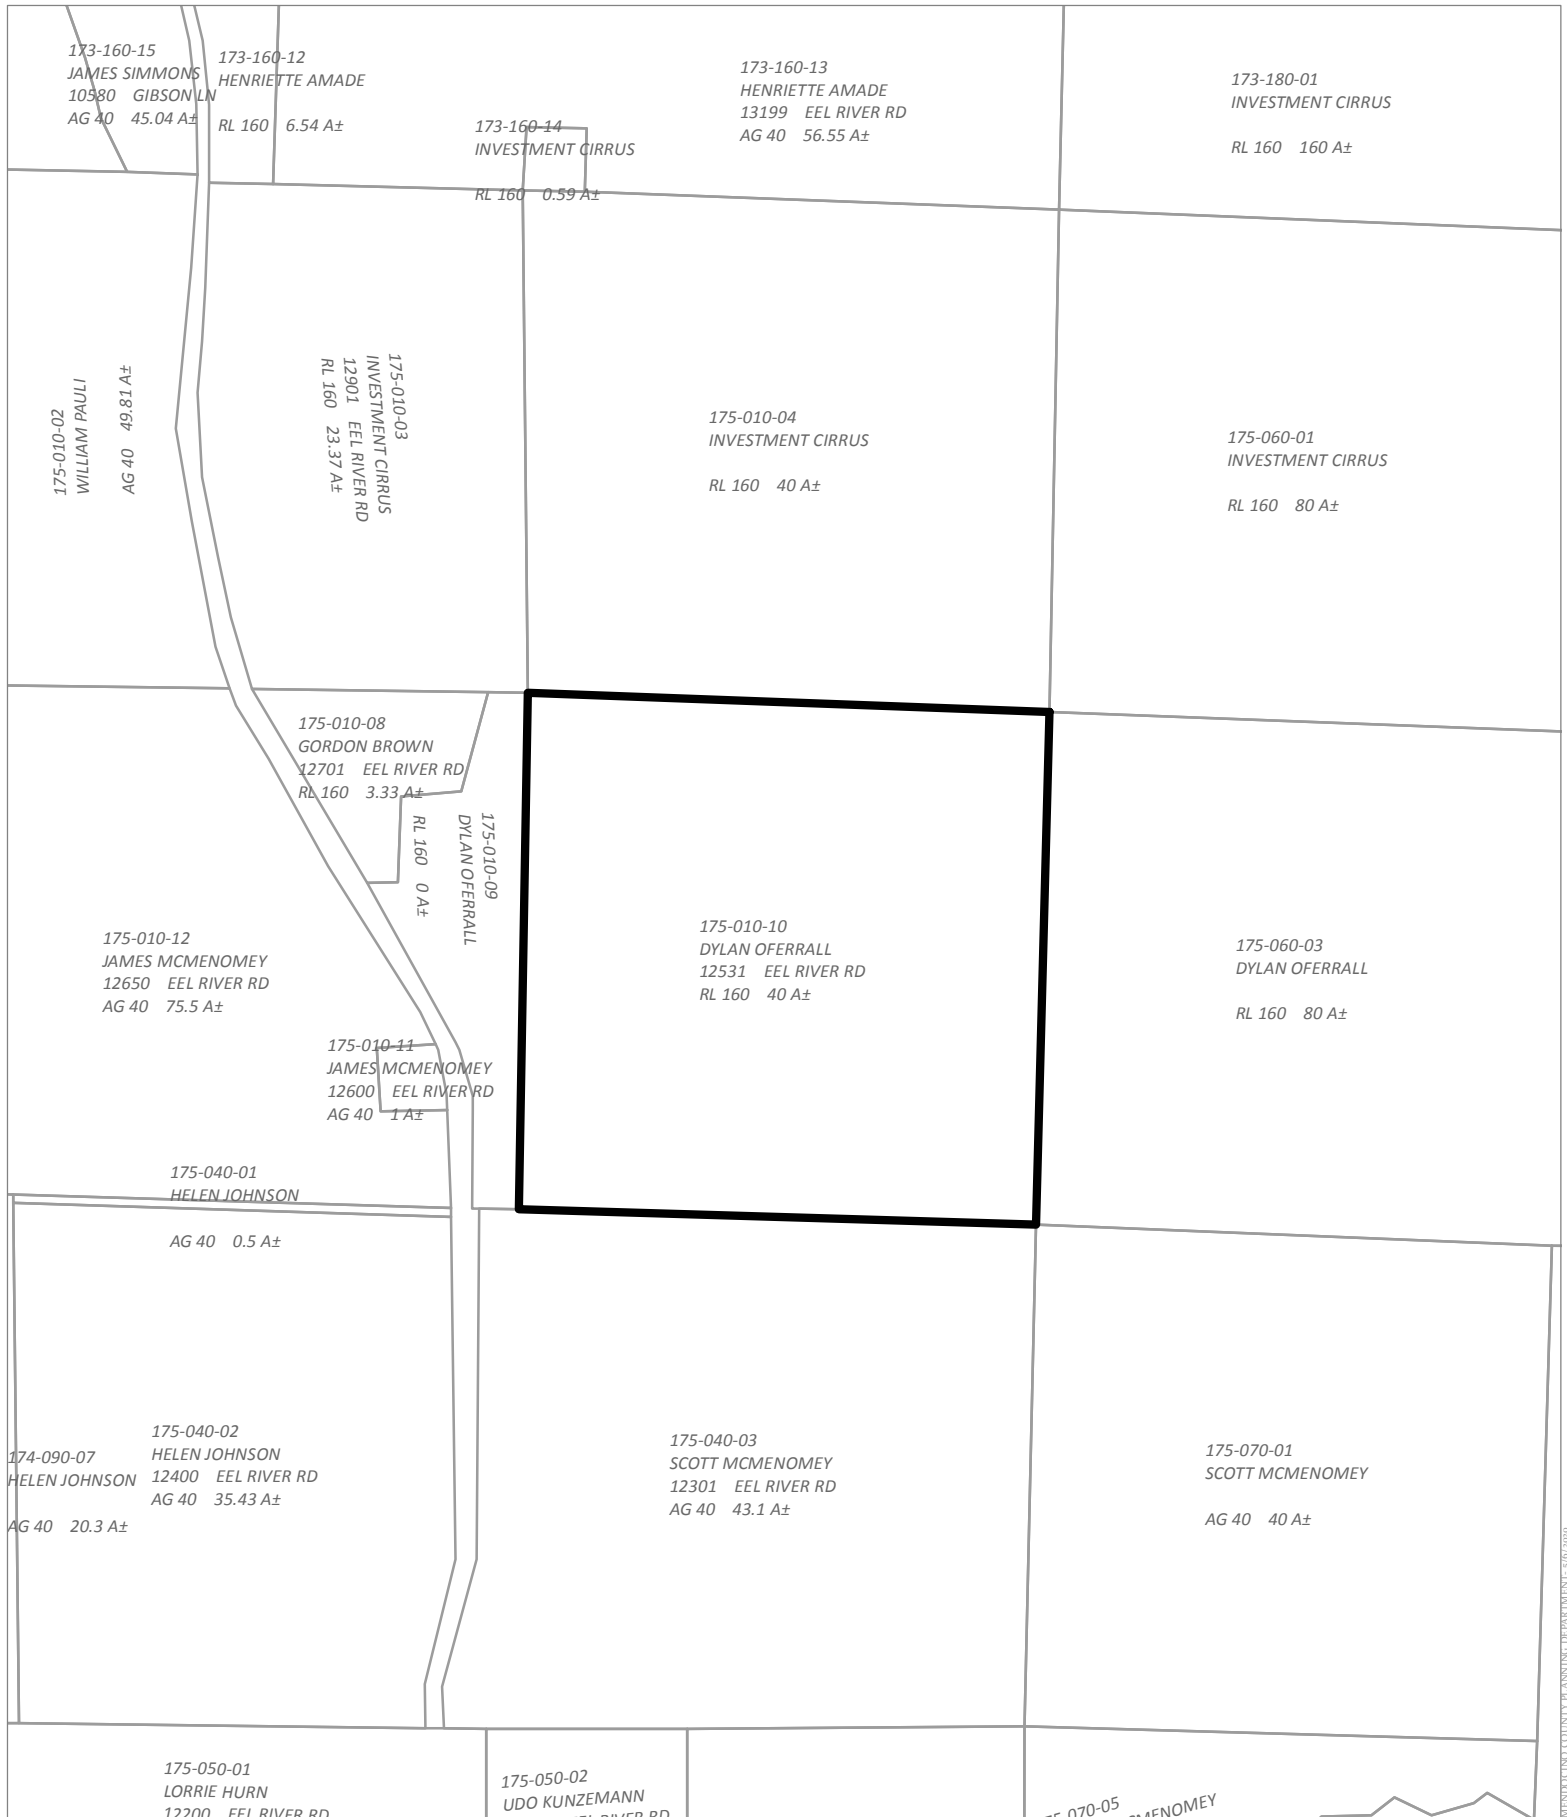 173-160-15
JAMES SIMMONS
10580 GIBSON LN
AG 40 45.04 A±
173-160-12
HENRIETTE AMADE
RL 160 6.54 A±
173-160-14
INVESTMENT CIRRUS
RL 160 0.59 A±
173-160-13
HENRIETTE AMADE
13199 EEL RIVER RD
AG 40 56.55 A±
173-180-01
INVESTMENT CIRRUS
RL 160 160 A±
175-010-02
WILLIAM PAULI
AG 40 49.81 A±
175-010-03
INVESTMENT CIRRUS
12901 EEL RIVER RD
RL 160 23.37 A±
175-010-04
INVESTMENT CIRRUS
RL 160 40 A±
175-060-01
INVESTMENT CIRRUS
RL 160 80 A±
175-010-08
GORDON BROWN
12701 EEL RIVER RD
RL 160 3.33 A±
175-010-09
DYLAN OFERRALL
RL 160 0 A±
175-010-12
JAMES MCMENOMEY
12650 EEL RIVER RD
AG 40 75.5 A±
175-010-10
DYLAN OFERRALL
12531 EEL RIVER RD
RL 160 40 A±
175-060-03
DYLAN OFERRALL
RL 160 80 A±
175-010-11
JAMES MCMENOMEY
12600 EEL RIVER RD
AG 40 1 A±
175-040-01
HELEN JOHNSON
AG 40 0.5 A±
174-090-07
HELEN JOHNSON
AG 40 20.3 A±
175-040-02
HELEN JOHNSON
12400 EEL RIVER RD
AG 40 35.43 A±
175-040-03
SCOTT MCMENOMEY
12301 EEL RIVER RD
AG 40 43.1 A±
175-070-01
SCOTT MCMENOMEY
AG 40 40 A±
175-050-01
LORRIE HURN
12200 EEL RIVER RD
175-050-02
UDO KUNZEMANN
RIVER RD
070-05
COUNTY PLANNING DEPARTMENT-